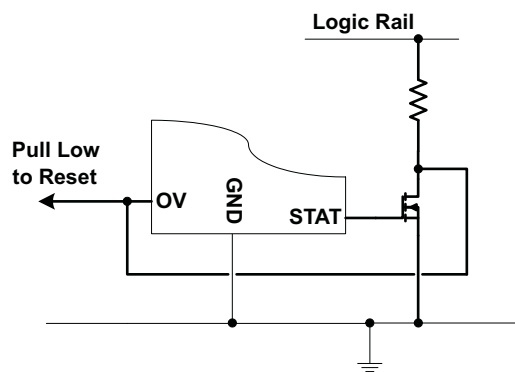 Logic Rail
Pull Low
to Reset
OV
GND
STAT